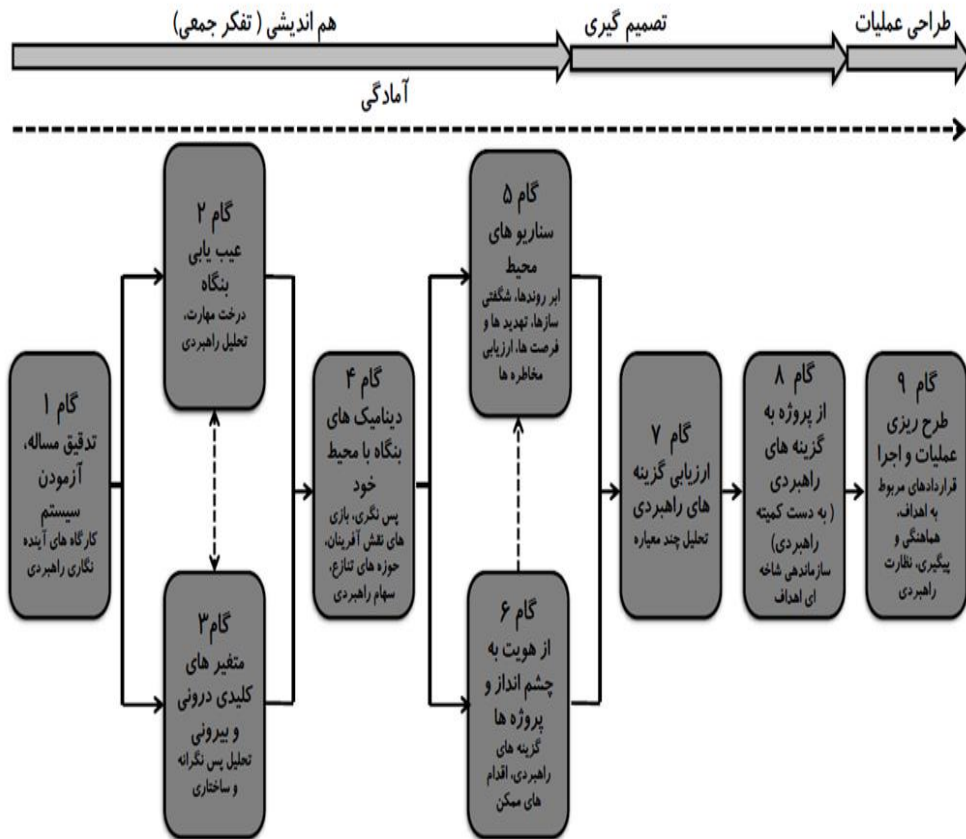 هم اندیشی ( تفکر جمعی)
تصمیم گیری
طراحی عملیات
آمادگی
گام ۱
تدقیق مساله،
آزمودن
سیستم
کارگاه های آینده
نگاری راهبردی
گام ۲
عیب یابی
بنگاه
درخت مهارت،
تحلیل راهبردی
گام۳
متغیر های
کلیدی درونی
و بیرونی
تحلیل پس نگرانه
و ساختاری
گام ۴
دینامیک های
بنگاه با محیط
خود
پس نگری، بازی
های نقش آفرینان،
حوزه های تنازع،
سهام راهبردی
گام ۵
سناریو های
محیط
ابر روندها، شگفتی
سازها، تهدید ها و
فرصت ها، ارزیابی
مخاطره ها
گام ۶
از هویت به
چشم انداز و
پروژه ها
گزینه های
راهبردی، اقدام
های ممکن
گام ۷
ارزیابی گزینه
های راهبردی
تحلیل چند معیاره
گام ۸
از پروژه به
گزینه های
راهبردی
( به دست کمیته
راهبردی)
سازماندهی شاخه
ای اهداف
گام ۹
طرح ریزی
عملیات و اجرا
قراردادهای مربوط
به اهداف،
هماهنگی و
پیگیری، نظارت
راهبردی